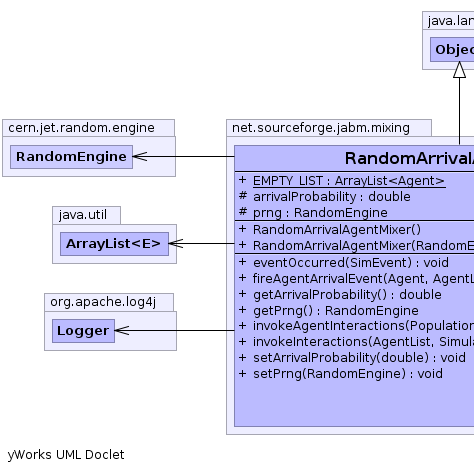 java.lan
Objec
cern.jet.random.engine
RandomEngine
net.sourceforge.jabm.mixing
RandomArrivalA
+ EMPTY_LIST : ArrayList<Agent>
# arrivalProbability : double
# prng : RandomEngine
+ RandomArrivalAgentMixer()
+ RandomArrivalAgentMixer(RandomE
+ eventOccurred(SimEvent) : void
+ fireAgentArrivalEvent(Agent, AgentL
+ getArrivalProbability() : double
+ getPrng() : RandomEngine
+ invokeAgentInteractions(Population
+ invokeInteractions(AgentList, Simula
+ setArrivalProbability(double) : void
+ setPrng(RandomEngine) : void
java.util
ArrayList<E>
org.apache.log4j
Logger
yWorks UML Doclet